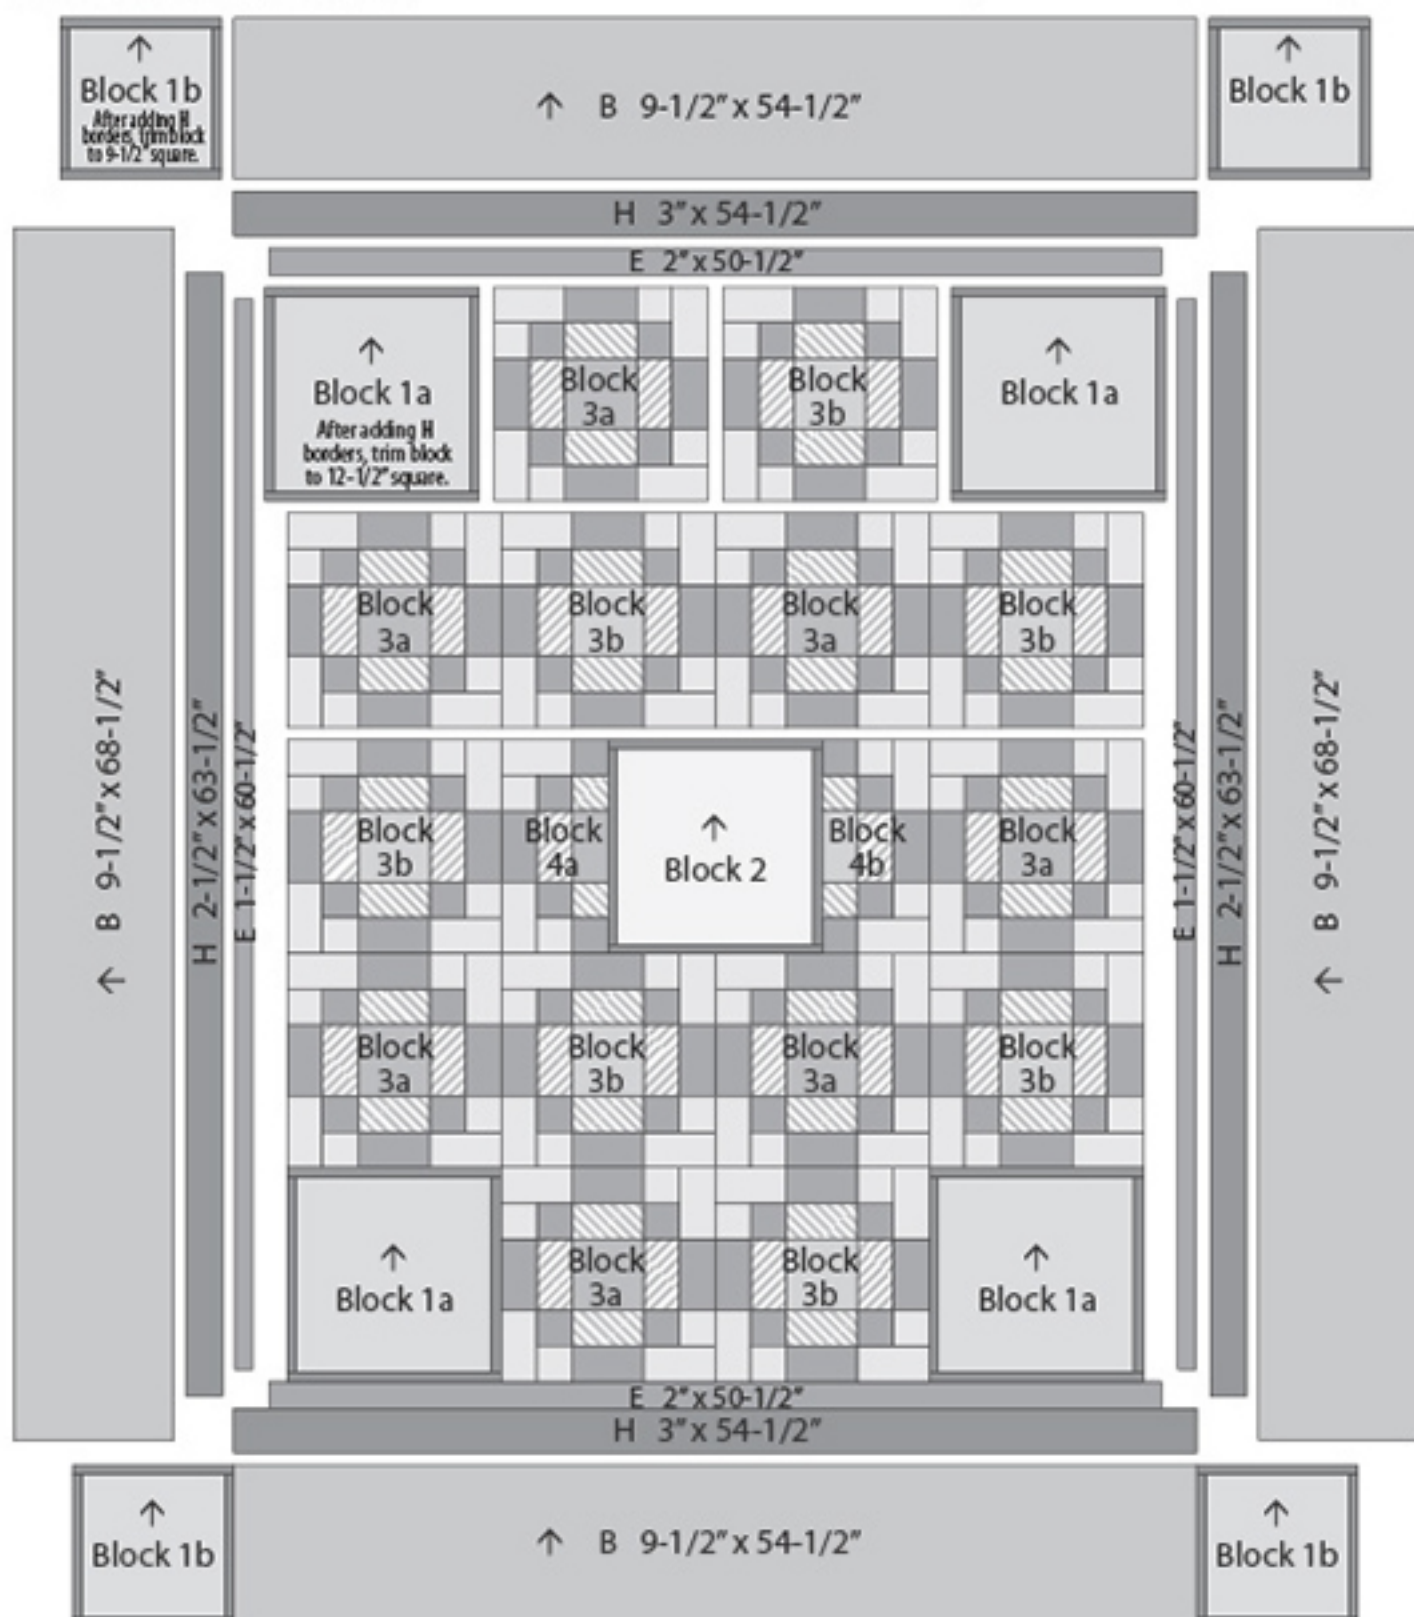 Block 1b
After adding H
borders, trim block
to 9-1/2" square.
↑ B 9-1/2" x 54-1/2"
Block 1b
H 3" x 54-1/2"
E 2" x 50-1/2"
Block 1a
After adding H
borders, trim block
to 12-1/2" square.
Block
3a
Block
3b
Block 1a
B 9-1/2" x 68-1/2"
H 2-1/2" x 63-1/2"
E 1-1/2" x 60-1/2"
Block
3a
Block
3b
Block
3a
Block
3b
E 1-1/2" x 60-1/2"
H 2-1/2" x 63-1/2"
B 9-1/2" x 68-1/2"
Block
3b
Block
4a
Block 2
Block
4b
Block
3a
Block
3a
Block
3b
Block
3a
Block
3b
Block 1a
Block
3a
Block
3b
Block 1a
E 2" x 50-1/2"
H 3" x 54-1/2"
Block 1b
↑ B 9-1/2" x 54-1/2"
Block 1b